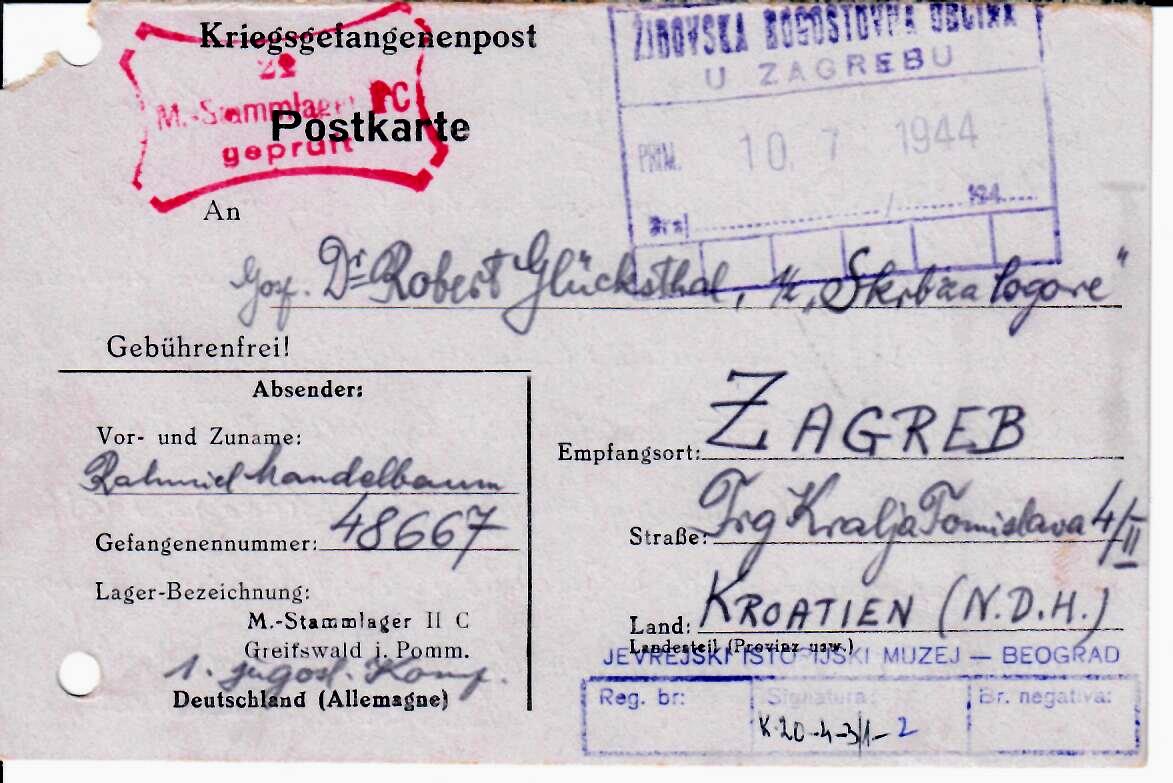 Kriegsgefangenenpost
22
M.-Stammlager II C
geprüft
Postkarte
ŽIDOVSKA BOGOŠTOVNA OBĆINA
U ZAGREBU
PRIM. 10. 7 1944
194
An
Gosp. Dr Robert Glücksthal, „Skrb za logore"
Gebührenfrei!
Absender:
Vor- und Zuname:
Rahmiel Mandelbaum
Gefangenennummer: 48667
Lager-Bezeichnung:
M.-Stammlager II C
Greifswald i. Pomm.
1. jugosl. Komp.
Deutschland (Allemagne)
Empfangsort: ZAGREB
Straße: Trg Kralja Tomislava 4/II
Land: KROATIEN (N.D.H.)
Landesteil (Provinz usw.)
JEVREJSKI ISTORIJSKI MUZEJ — BEOGRAD
Reg. br: Signatura: Br. negativa:
K-20-4-3/1-2